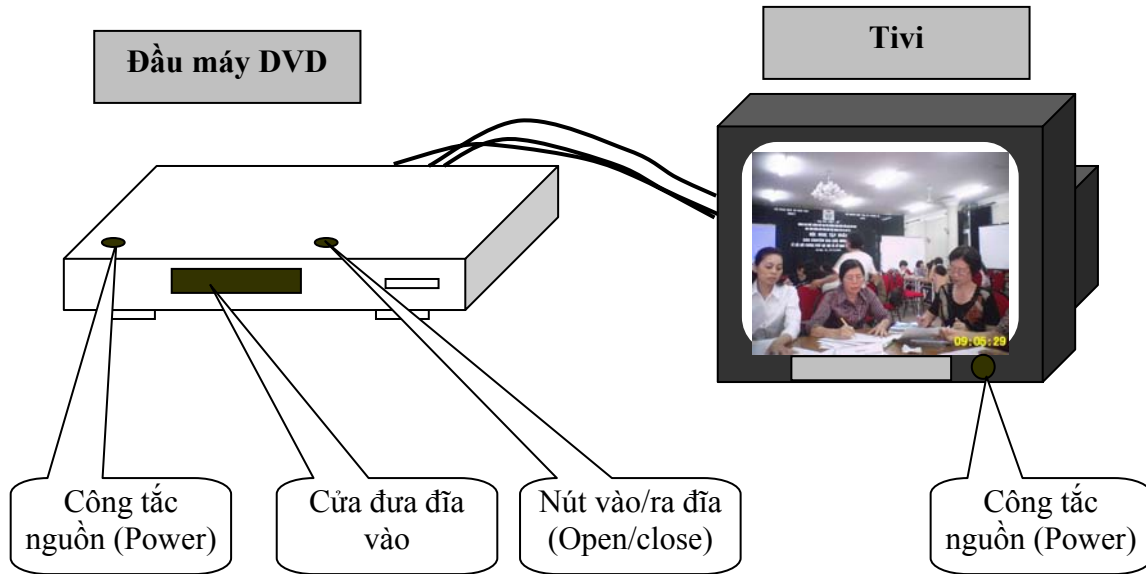 Đầu máy DVD
Tivi
09:05:29
Công tắc
nguồn (Power)
Cửa đưa đĩa
vào
Nút vào/ra đĩa
(Open/close)
Công tắc
nguồn (Power)